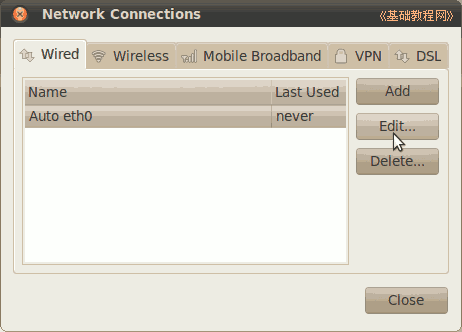 Network Connections
《基础教程网》
Wired Wireless Mobile Broadband VPN DSL
Name Last Used
Auto eth0 never
Add
Edit...
Delete...
Close